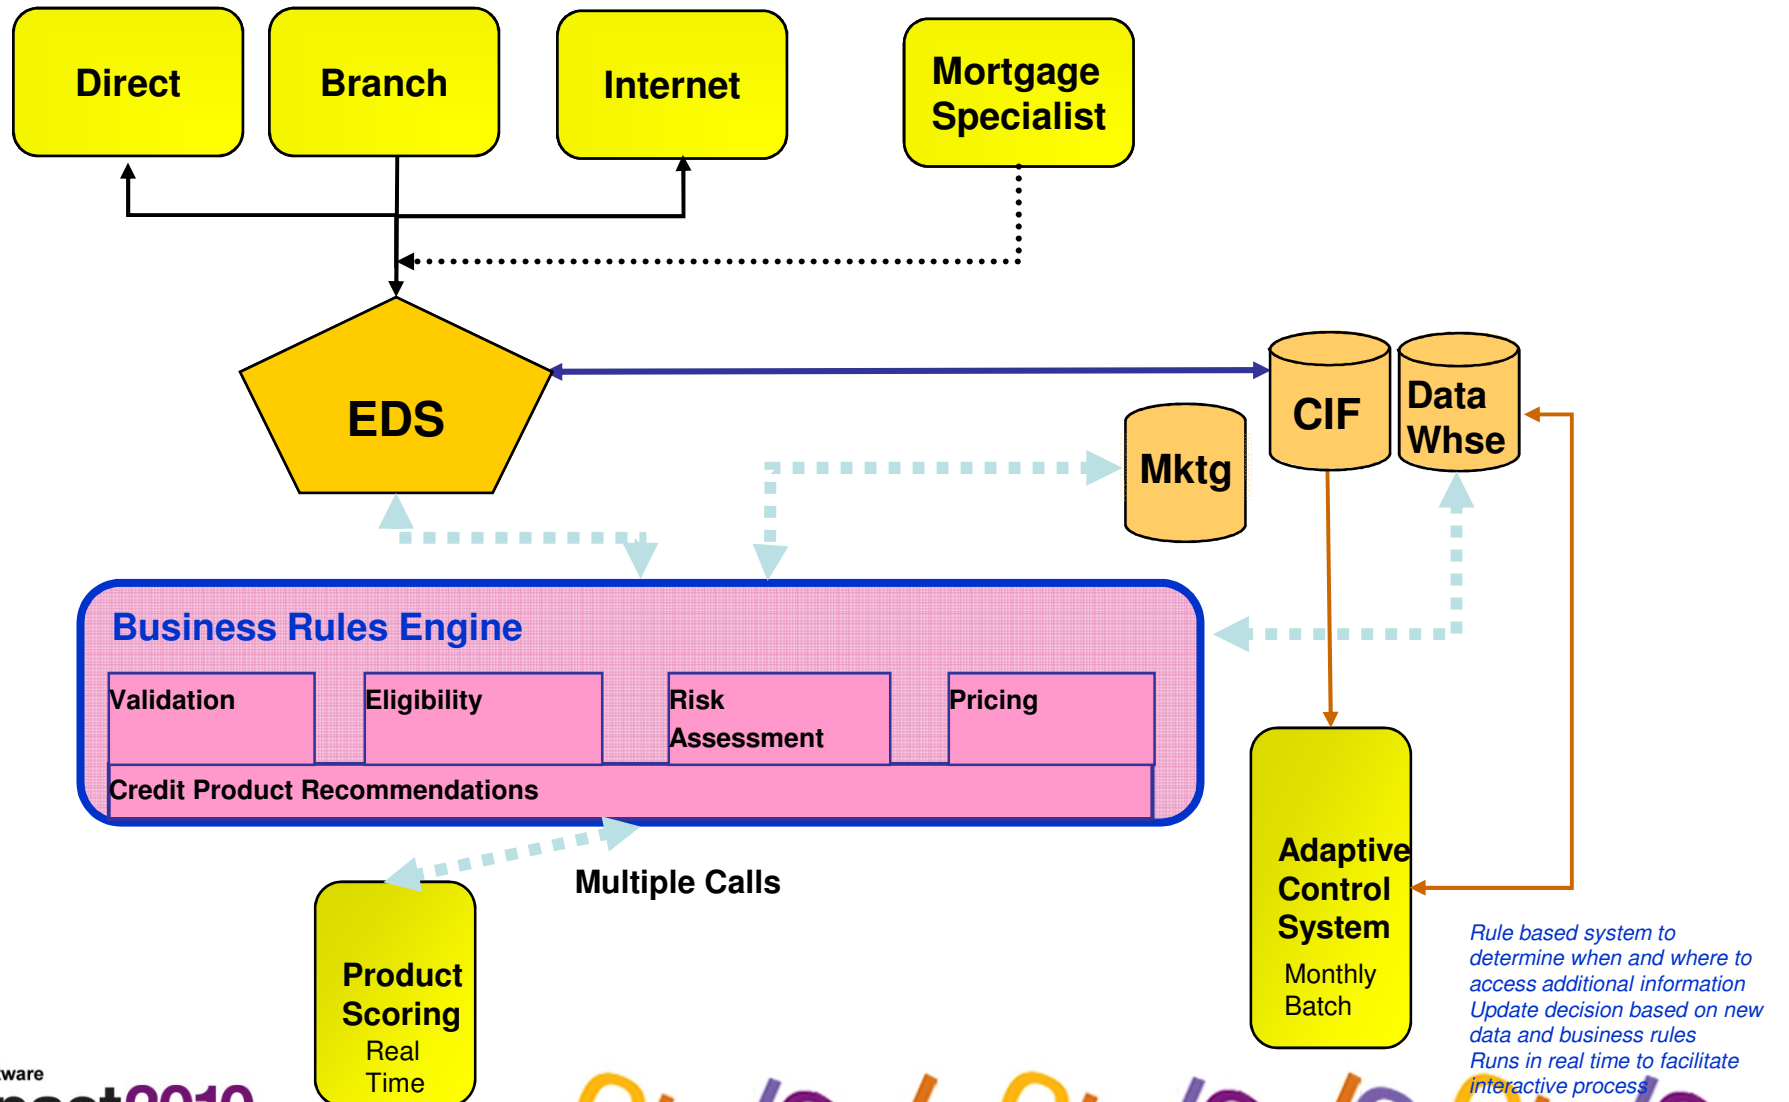 Direct
Branch
Internet
Mortgage
Specialist
EDS
CIF
Data
Whse
Mktg
Business Rules Engine
Validation
Eligibility
Risk
Assessment
Pricing
Credit Product Recommendations
Multiple Calls
Product
Scoring
Real
Time
Adaptive
Control
System
Monthly
Batch
Rule based system to
determine when and where to
access additional information
Update decision based on new
data and business rules
Runs in real time to facilitate
interactive process